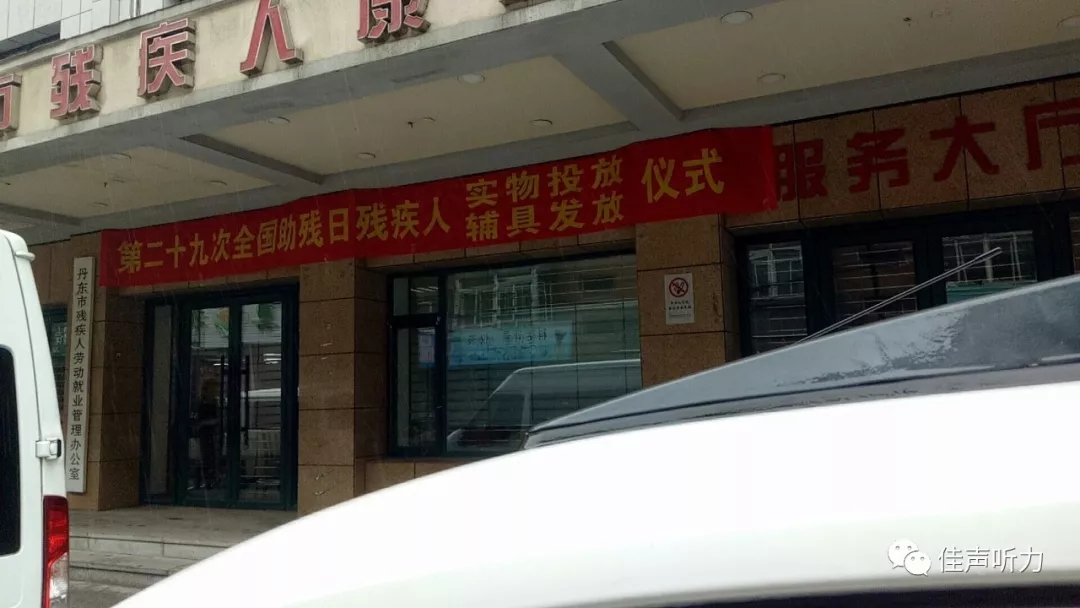 市残疾人康
服务大厅
第二十九次全国助残日残疾人 实物投放 仪式
辅具发放
丹东市残疾人劳动就业管理办公室
佳声听力